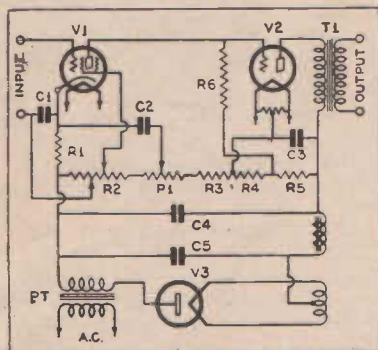 V1
V2
T1
INPUT
OUTPUT
C1
C2
R6
C3
R1
R2
P1
R3
R4
R5
C4
C5
V3
PT
A.C.